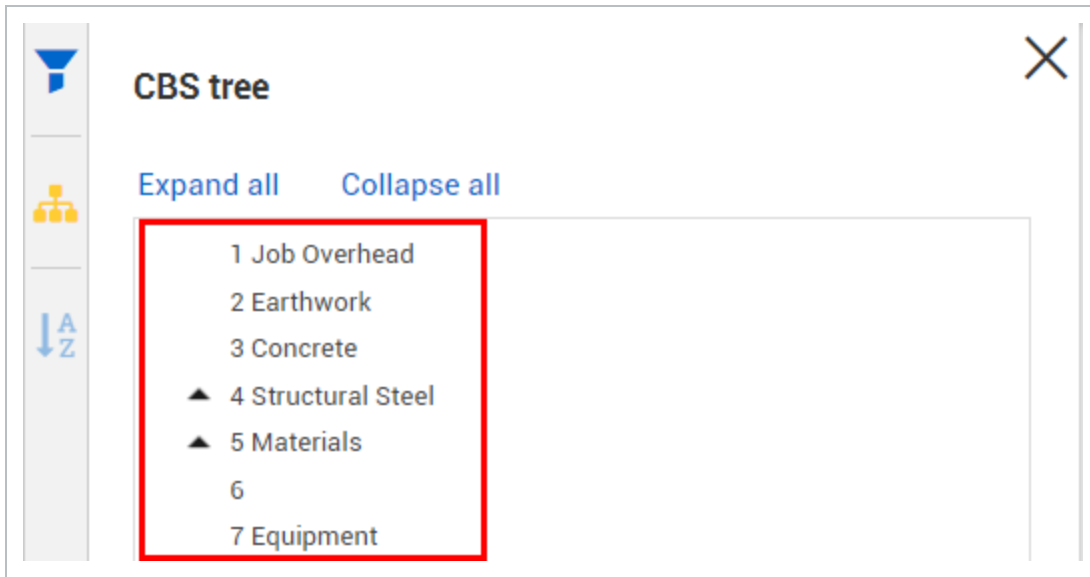 CBS tree
Expand all Collapse all
1 Job Overhead
2 Earthwork
3 Concrete
4 Structural Steel
5 Materials
6
7 Equipment
A
Z